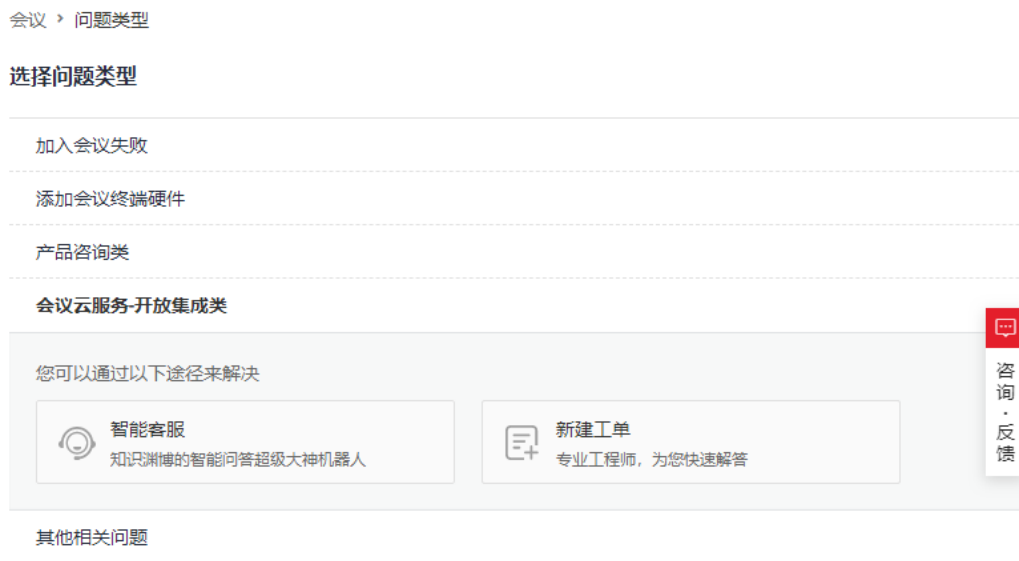 会议 > 问题类型
选择问题类型
加入会议失败
添加会议终端硬件
产品咨询类
会议云服务-开放集成类
您可以通过以下途径来解决
智能客服
知识渊博的智能问答超级大神机器人
新建工单
专业工程师，为您快速解答
咨询·反馈
其他相关问题